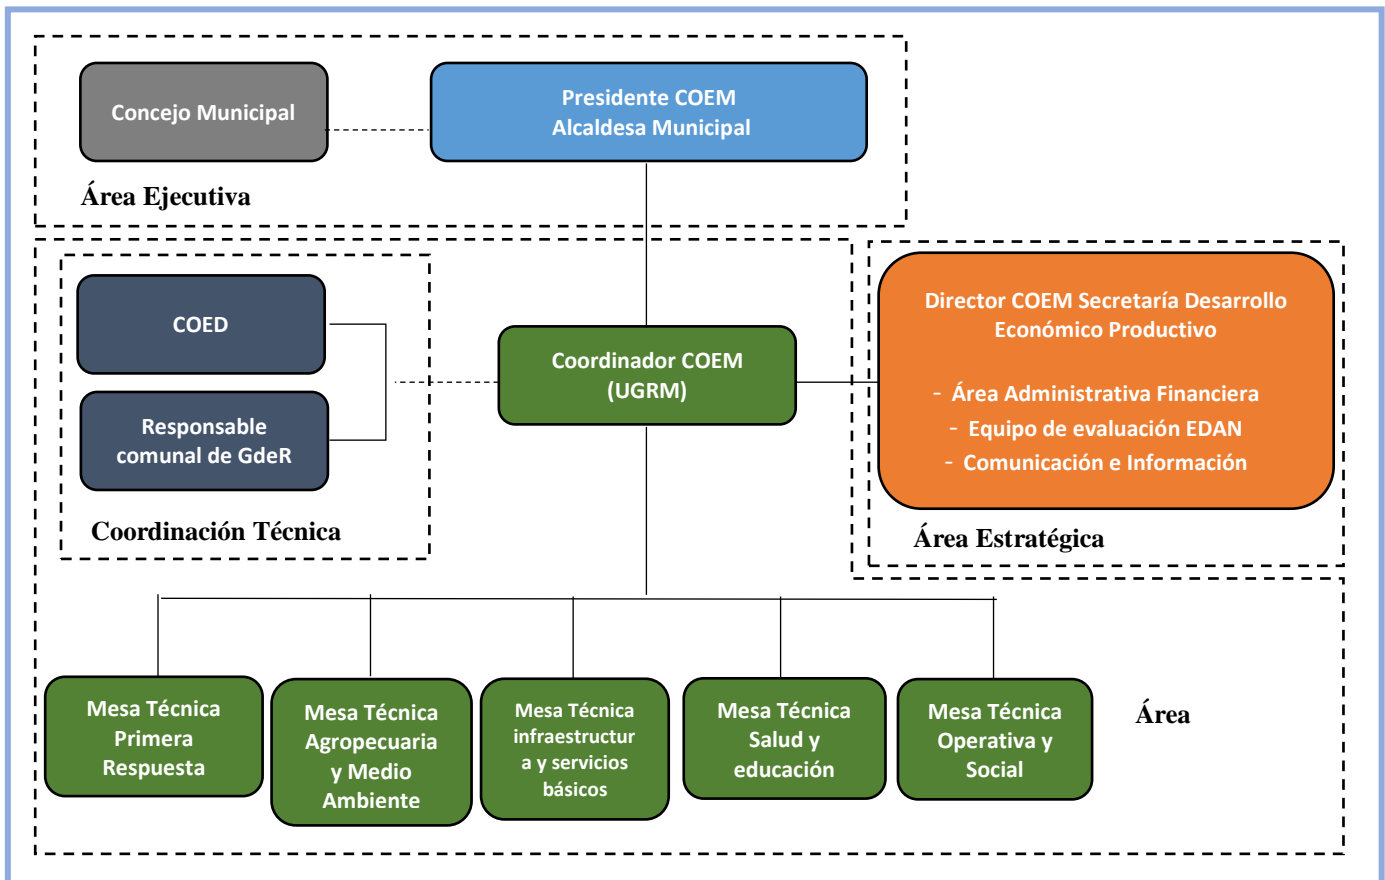 Concejo Municipal
Presidente COEM
Alcaldesa Municipal
Área Ejecutiva
COED
Responsable
comunal de GdeR
Coordinación Técnica
Coordinador COEM
(UGRM)
Director COEM Secretaría Desarrollo
Económico Productivo
- Área Administrativa Financiera
- Equipo de evaluación EDAN
- Comunicación e Información
Área Estratégica
Mesa Técnica
Primera
Respuesta
Mesa Técnica
Agropecuaria
y Medio
Ambiente
Mesa Técnica
infraestructur
a y servicios
básicos
Mesa Técnica
Salud y
educación
Mesa Técnica
Operativa y
Social
Área